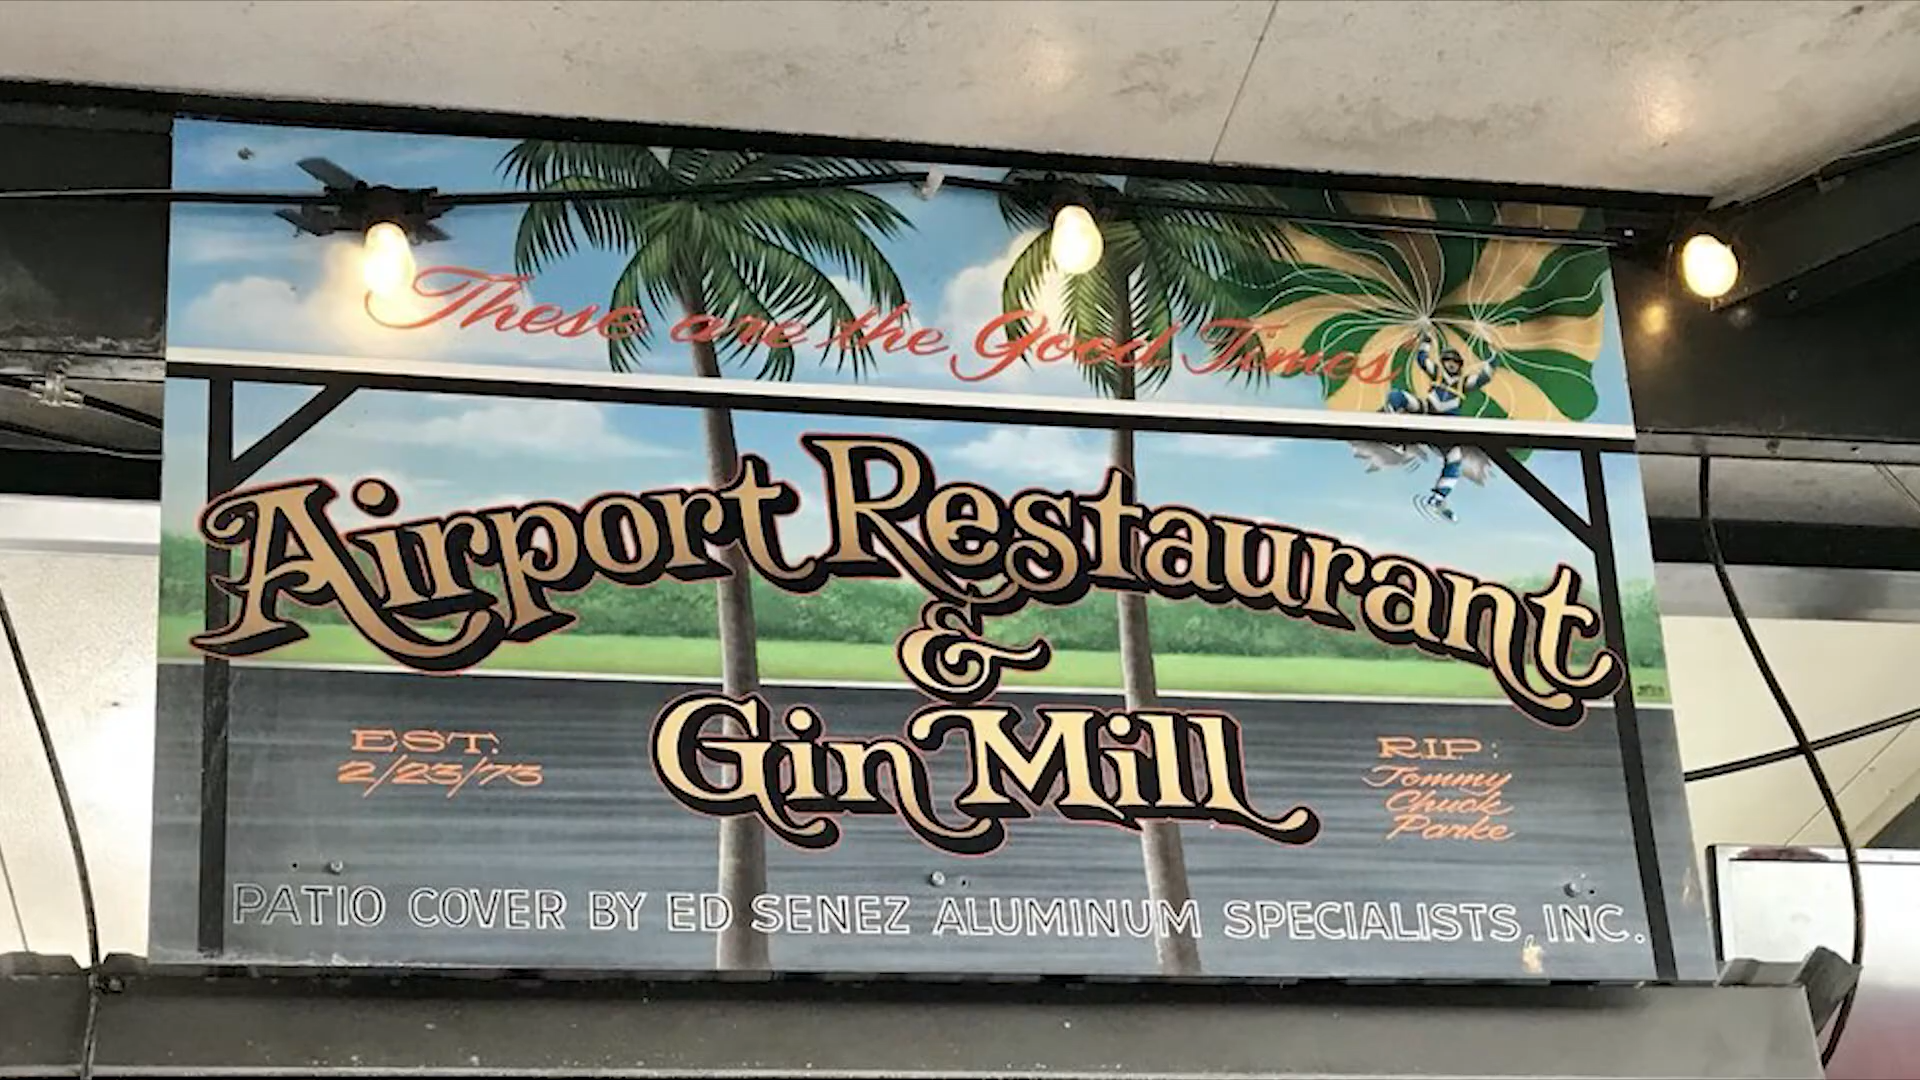 These are the Good Times
Airport Restaurant
&
Gin Mill
EST.
2/23/73
RIP:
Tommy
Chuck
Parke
PATIO COVER BY ED SENEZ ALUMINUM SPECIALISTS, INC.